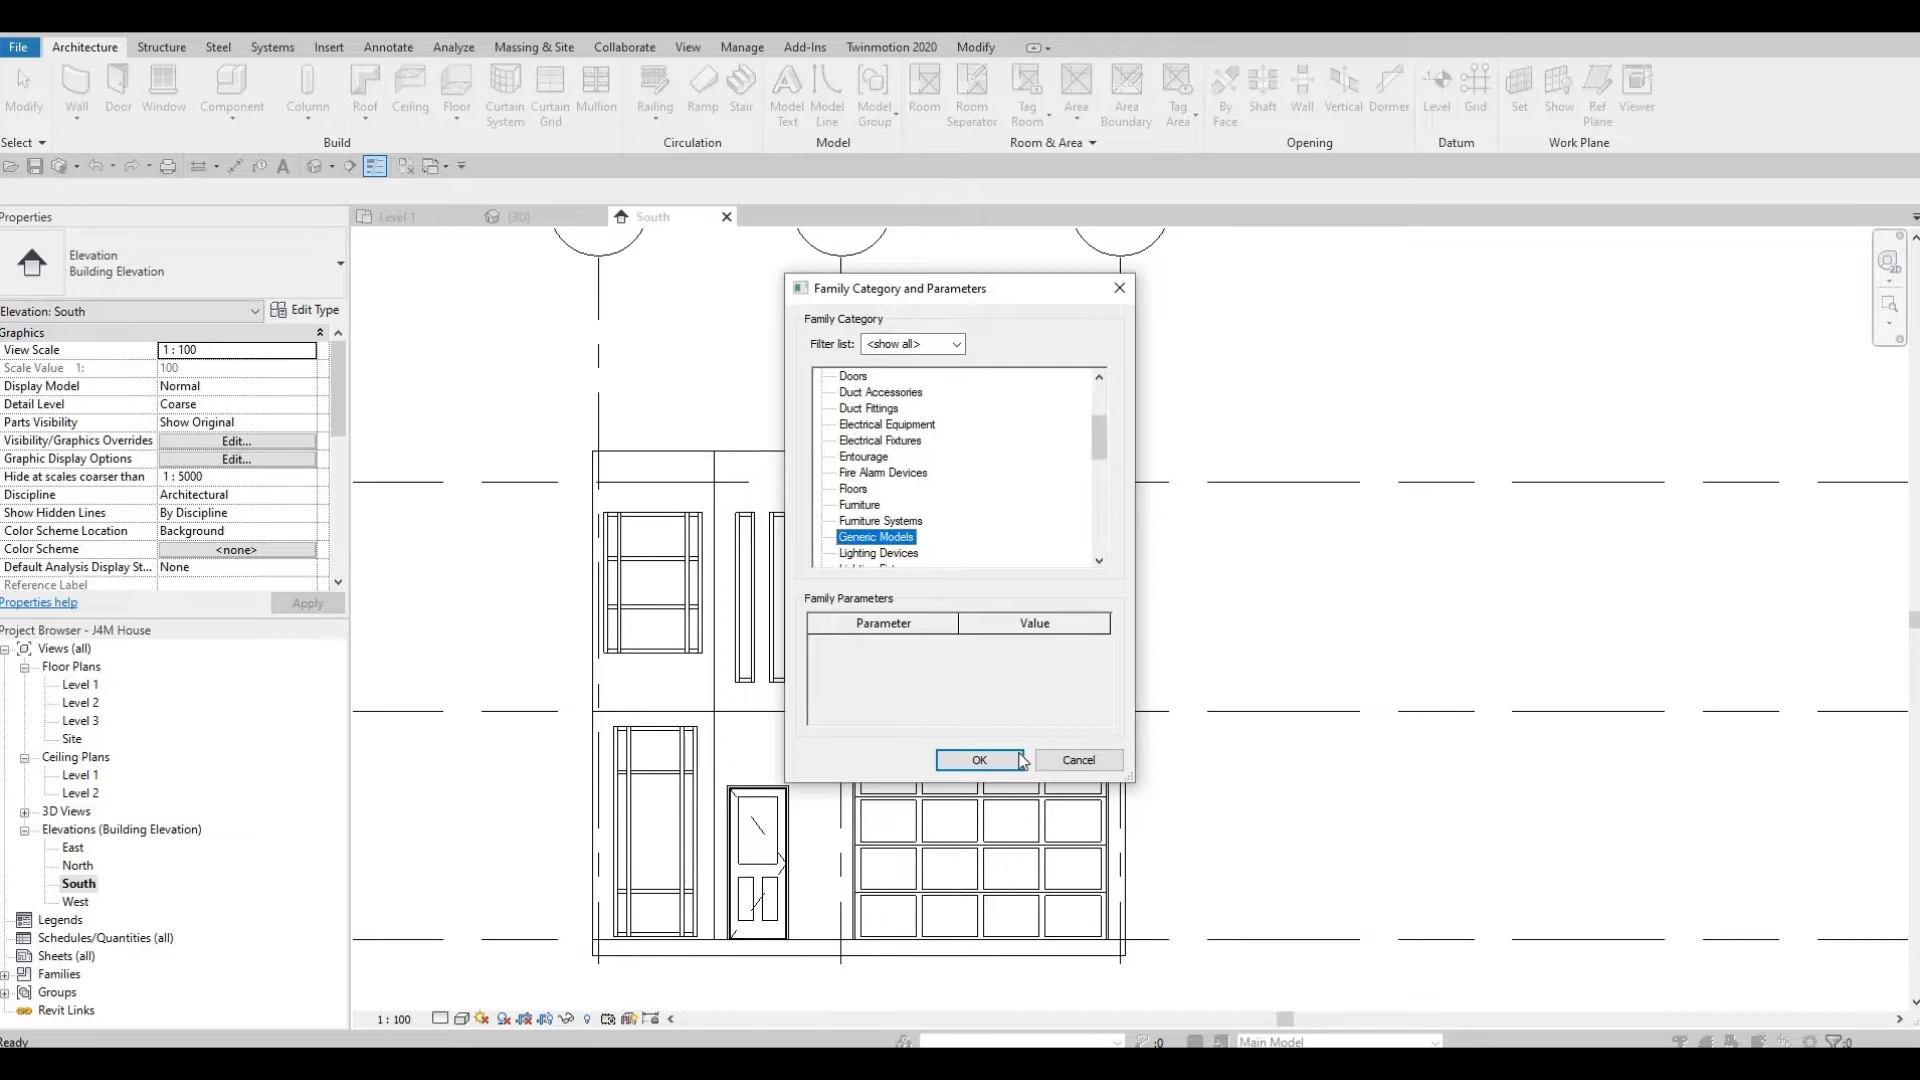 File Architecture Structure Steel Systems Insert Annotate Analyze Massing & Site Collaborate View Manage Add-Ins Twinmotion 2020 Modify
Modify Wall Door Window Component Column Roof Ceiling Floor Curtain System Curtain Grid Mullion Railing Ramp Stair Model Text Model Line Model Group Room Room Separator Tag Room Area Area Boundary Tag Area By Face Shaft Wall Vertical Dormer Level Grid Set Show Ref Plane Viewer
Select Build Circulation Model Room & Area Opening Datum Work Plane
Properties
Level 1 {3D} South
Elevation
Building Elevation
Elevation: South Edit Type
Graphics
View Scale 1 : 100
Scale Value 1: 100
Display Model Normal
Detail Level Coarse
Parts Visibility Show Original
Visibility/Graphics Overrides Edit...
Graphic Display Options Edit...
Hide at scales coarser than 1 : 5000
Discipline Architectural
Show Hidden Lines By Discipline
Color Scheme Location Background
Color Scheme <none>
Default Analysis Display St... None
Reference Label
Properties help Apply
Project Browser - J4M House
Views (all)
Floor Plans
Level 1
Level 2
Level 3
Site
Ceiling Plans
Level 1
Level 2
3D Views
Elevations (Building Elevation)
East
North
South
West
Legends
Schedules/Quantities (all)
Sheets (all)
Families
Groups
Revit Links
Family Category and Parameters
Family Category
Filter list: <show all>
Doors
Duct Accessories
Duct Fittings
Electrical Equipment
Electrical Fixtures
Entourage
Fire Alarm Devices
Floors
Furniture
Furniture Systems
Generic Models
Lighting Devices
Family Parameters
Parameter Value
OK Cancel
2D
1 : 100
Ready :0 Main Model :0